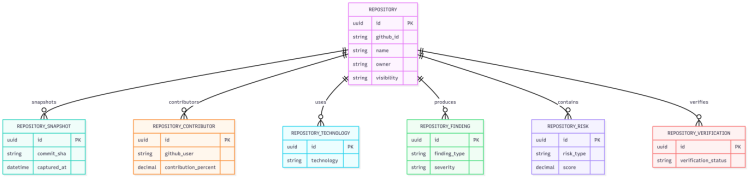 REPOSITORY
uuid id PK
string github_id
string name
string owner
string visibility
snapshots
contributors
uses
produces
contains
verifies
REPOSITORY_SNAPSHOT
uuid id PK
string commit_sha
datetime captured_at
REPOSITORY_CONTRIBUTOR
uuid id PK
string github_user
decimal contribution_percent
REPOSITORY_TECHNOLOGY
uuid id PK
string technology
REPOSITORY_FINDING
uuid id PK
string finding_type
string severity
REPOSITORY_RISK
uuid id PK
string risk_type
decimal score
REPOSITORY_VERIFICATION
uuid id PK
string verification_status